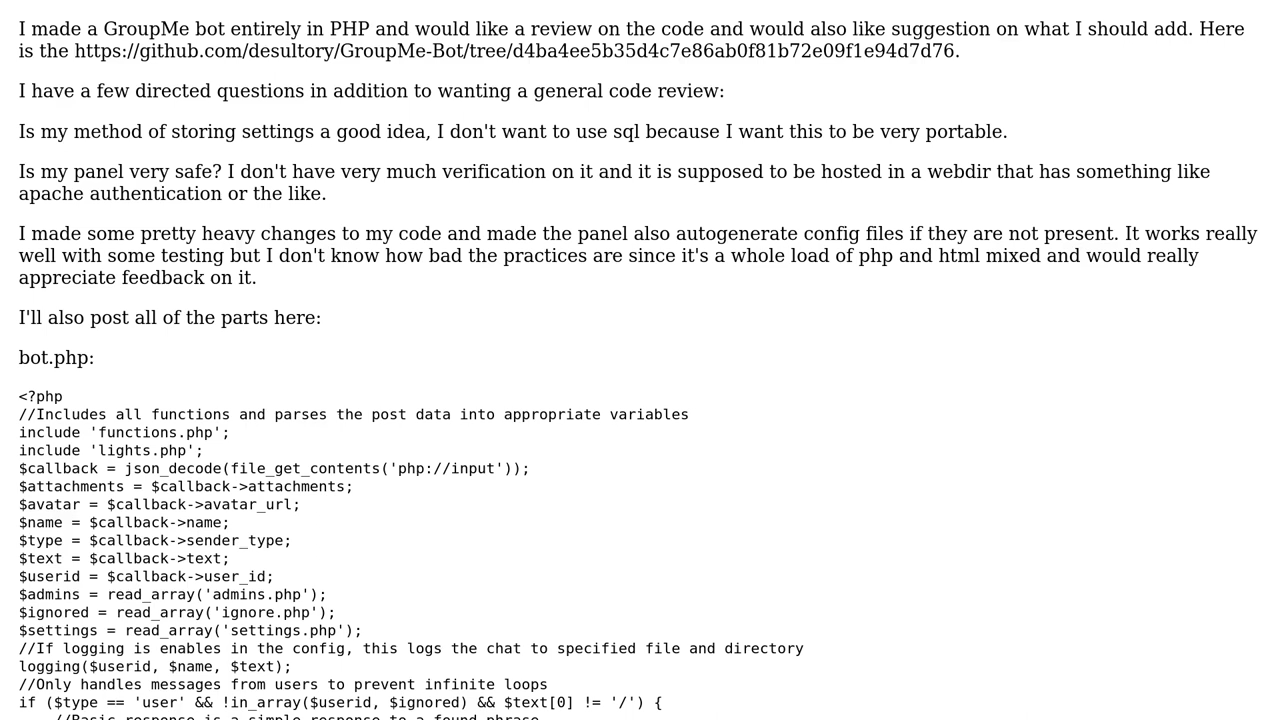 I made a GroupMe bot entirely in PHP and would like a review on the code and would also like suggestion on what I should add. Here
is the https://github.com/desultory/GroupMe-Bot/tree/d4ba4ee5b35d4c7e86ab0f81b72e09f1e94d7d76.
I have a few directed questions in addition to wanting a general code review:
Is my method of storing settings a good idea, I don't want to use sql because I want this to be very portable.
Is my panel very safe? I don't have very much verification on it and it is supposed to be hosted in a webdir that has something like
apache authentication or the like.
I made some pretty heavy changes to my code and made the panel also autogenerate config files if they are not present. It works really
well with some testing but I don't know how bad the practices are since it's a whole load of php and html mixed and would really
appreciate feedback on it.
I'll also post all of the parts here:
bot.php:
<?php
//Includes all functions and parses the post data into appropriate variables
include 'functions.php';
include 'lights.php';
$callback = json_decode(file_get_contents('php://input'));
$attachments = $callback->attachments;
$avatar = $callback->avatar_url;
$name = $callback->name;
$type = $callback->sender_type;
$text = $callback->text;
$userid = $callback->user_id;
$admins = read_array('admins.php');
$ignored = read_array('ignore.php');
$settings = read_array('settings.php');
//If logging is enables in the config, this logs the chat to specified file and directory
logging($userid, $name, $text);
//Only handles messages from users to prevent infinite loops
if ($type == 'user' && !in_array($userid, $ignored) && $text[0] != '/') {
//Basic response is a simple response to a found phrase